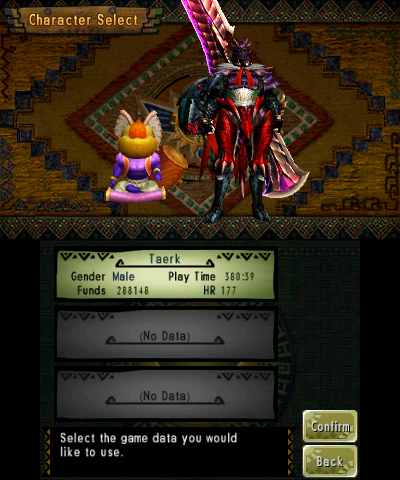 Character Select
Taerk
Gender Male Play Time 380:39
Funds 288148 HR 177
(No Data)
(No Data)
Select the game data you would
like to use.
Confirm
Back